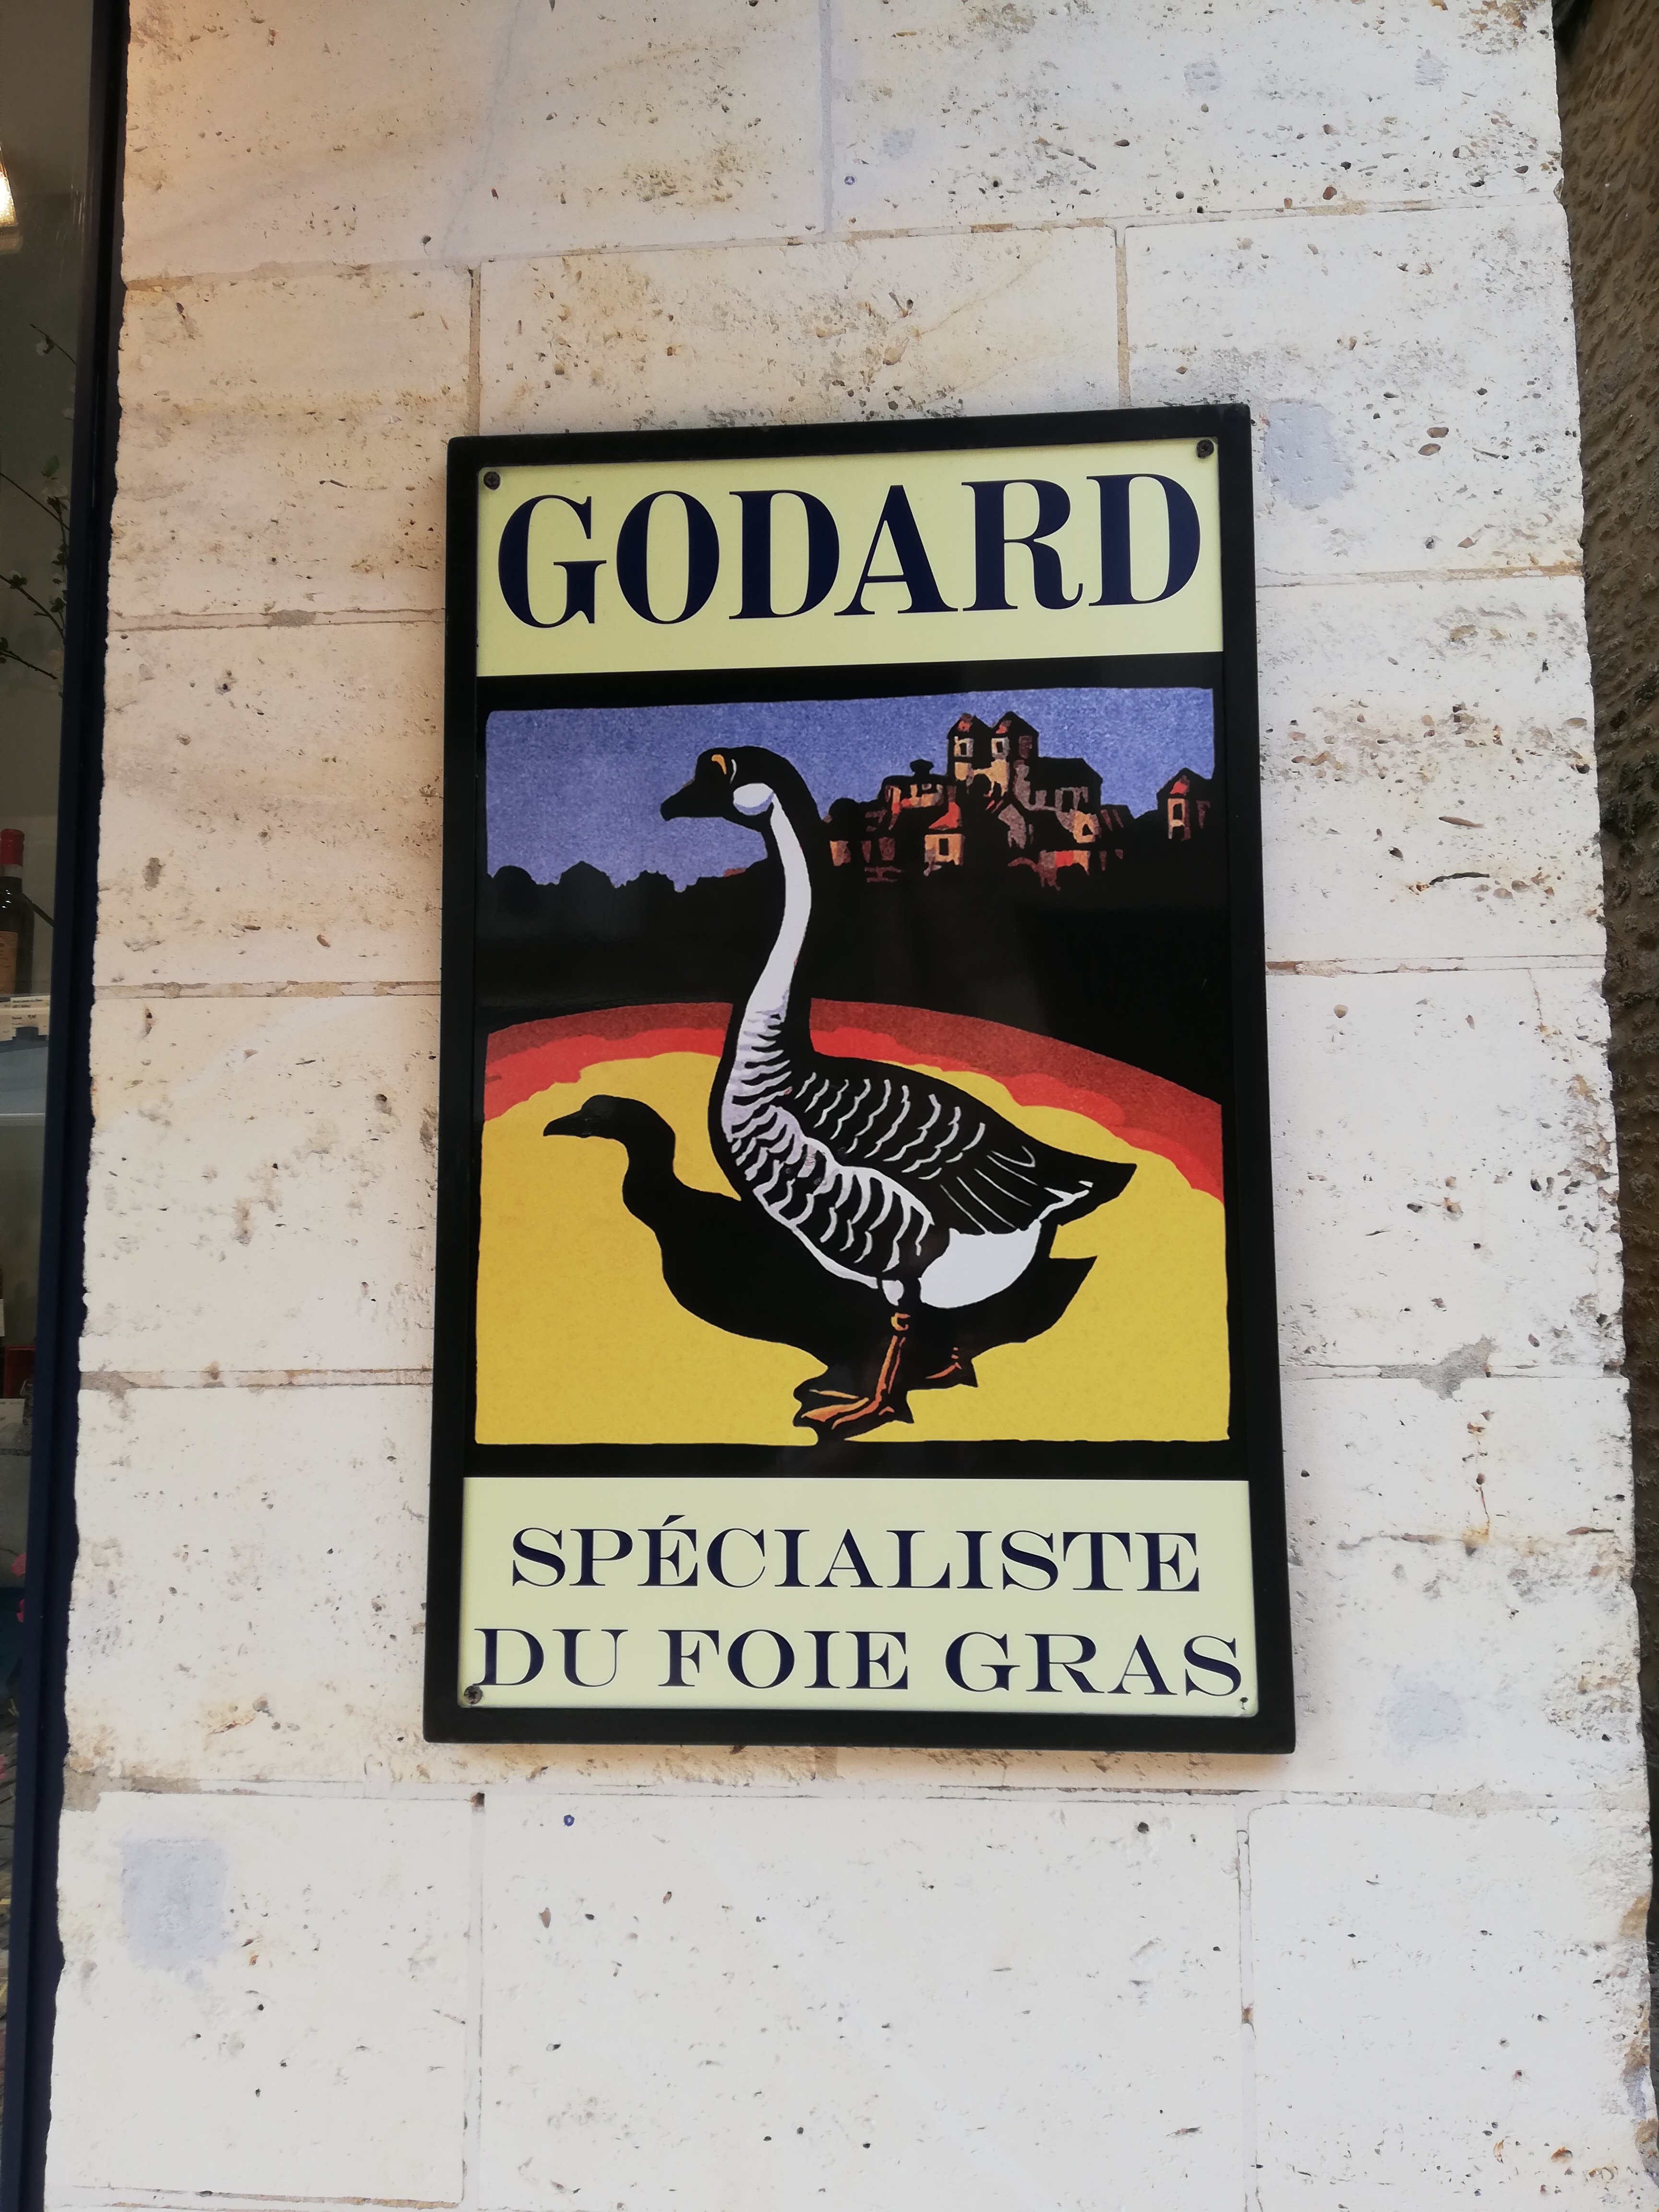 GODARD
SPÉCIALISTE
DU FOIE GRAS